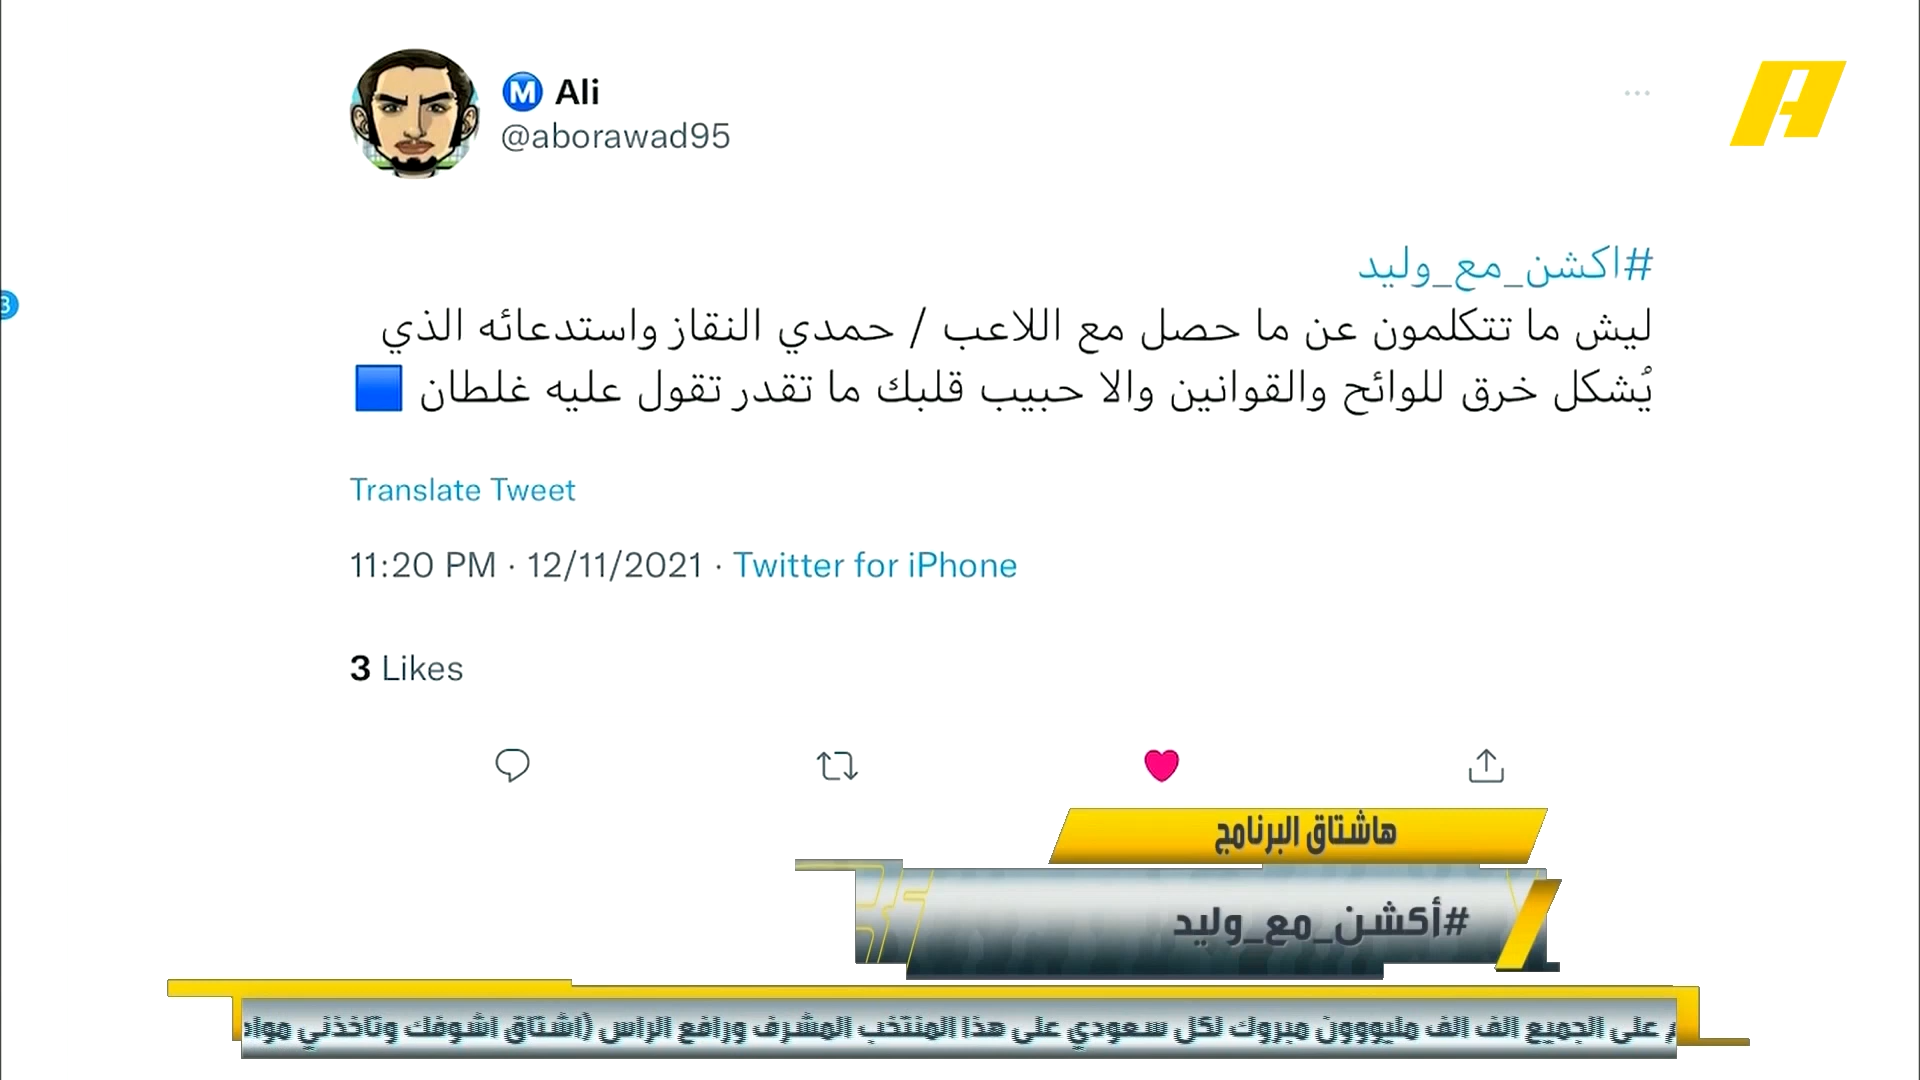 Ⓜ️ Ali
@aborawad95
#اكشن_مع_وليد
ليش ما تتكلمون عن ما حصل مع اللاعب / حمدي النقاز واستدعائه الذي
يُشكل خرق للوائح والقوانين والا حبيب قلبك ما تقدر تقول عليه غلطان
Translate Tweet
11:20 PM · 12/11/2021 · Twitter for iPhone
3 Likes
هاشتاق البرنامج
#أكشن_مع_وليد
على الجميع الف الف مليووون مبروك لكل سعودي على هذا المنتخب المشرف ورافع الراس (اشتاق اشوفك وتاخذني مواد